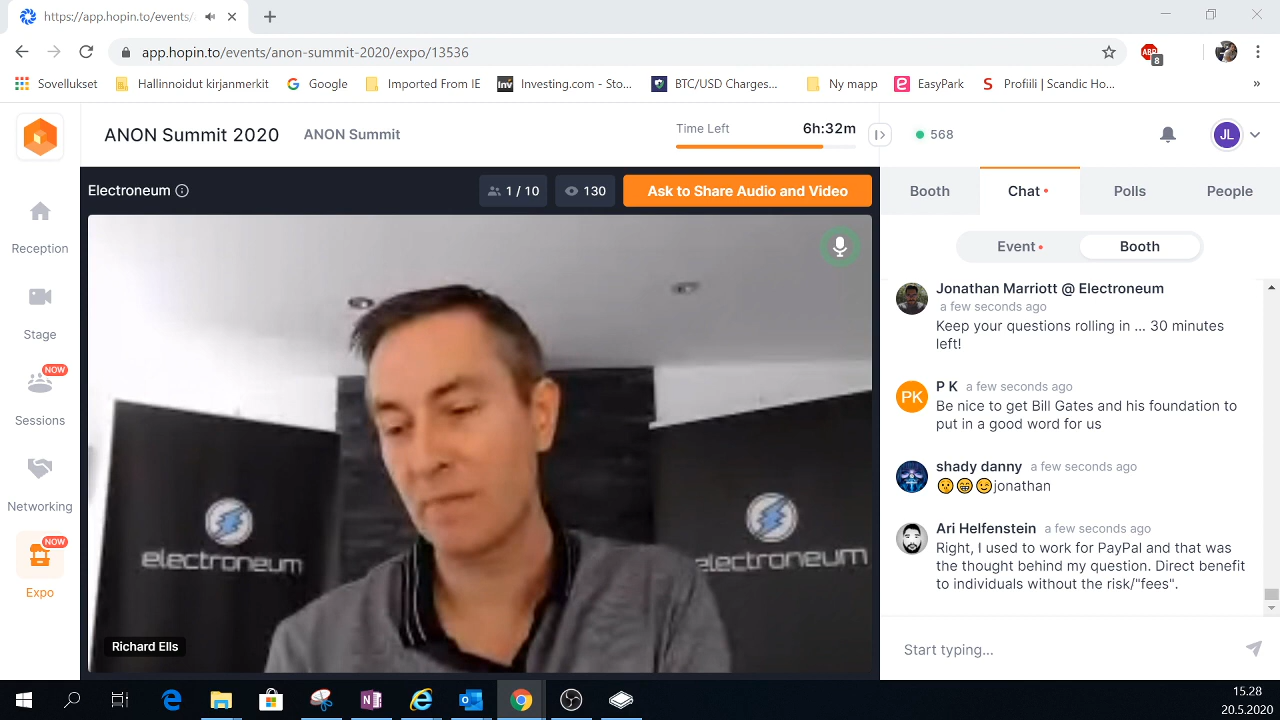 https://app.hopin.to/events/
app.hopin.to/events/anon-summit-2020/expo/13536
ABP
8
Sovellukset
Hallinnoidut kirjanmerkit
Google
Imported From IE
Inv
Investing.com - Sto...
BTC/USD Charges...
Ny mapp
EasyPark
S
Profiili | Scandic Ho...
»
ANON Summit 2020
ANON Summit
Time Left
6h:32m
568
JL
Electroneum
1 / 10
130
Ask to Share Audio and Video
Booth
Chat
Polls
People
Event
Booth
Reception
Stage
NOW
Sessions
Networking
NOW
Expo
electroneum
electroneum
Richard Ells
Jonathan Marriott @ Electroneum
a few seconds ago
Keep your questions rolling in ... 30 minutes
left!
PK
P K a few seconds ago
Be nice to get Bill Gates and his foundation to
put in a good word for us
shady danny a few seconds ago
😗😁😉jonathan
Ari Helfenstein a few seconds ago
Right, I used to work for PayPal and that was
the thought behind my question. Direct benefit
to individuals without the risk/"fees".
Start typing...
15.28
20.5.2020